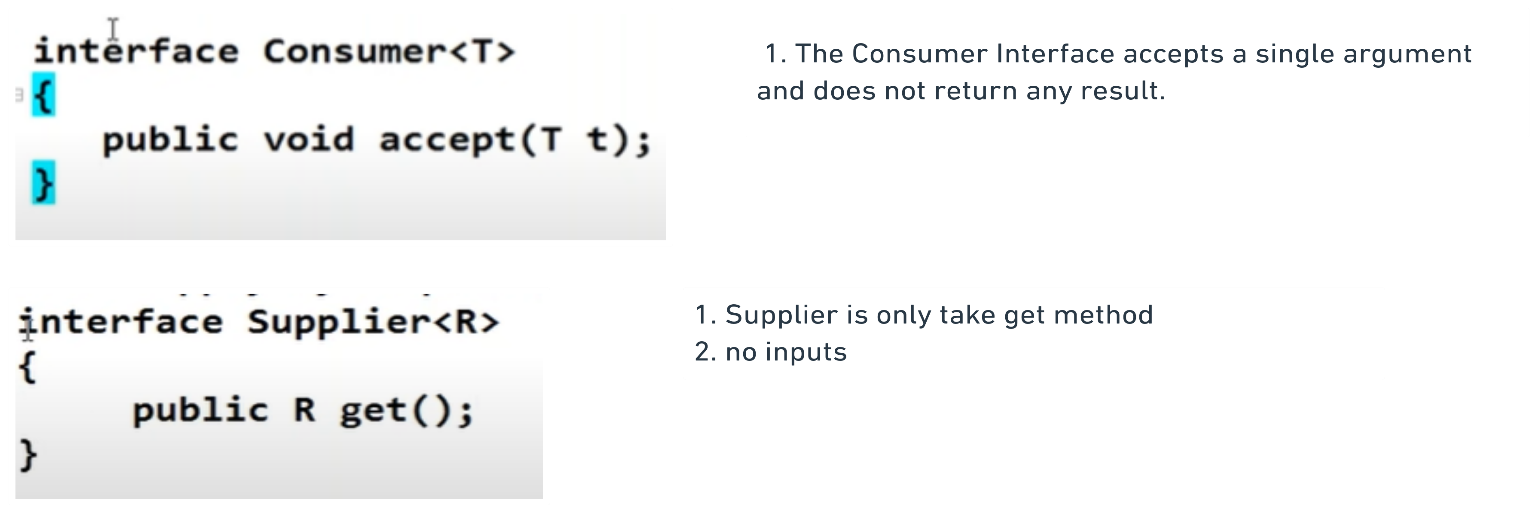 interface Consumer<T>
{
public void accept(T t);
}
1. The Consumer Interface accepts a single argument
and does not return any result.
interface Supplier<R>
{
public R get();
}
1. Supplier is only take get method
2. no inputs